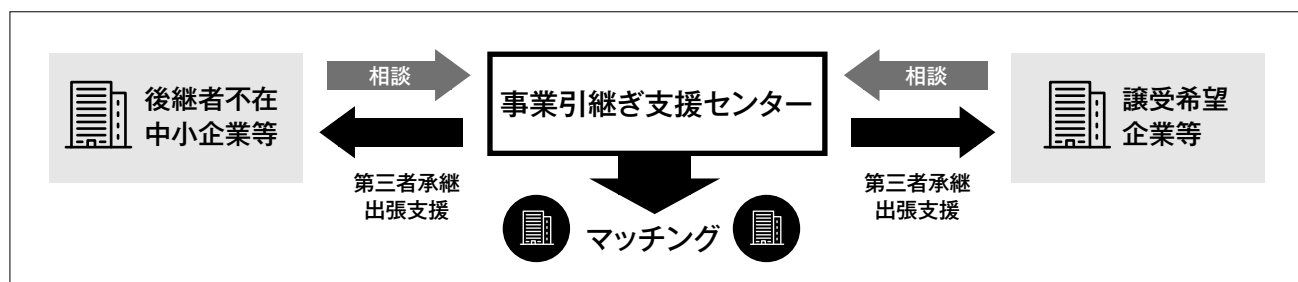 後継者不在
中小企業等
相談
第三者承継
出張支援
事業引継ぎ支援センター
マッチング
相談
第三者承継
出張支援
譲受希望
企業等